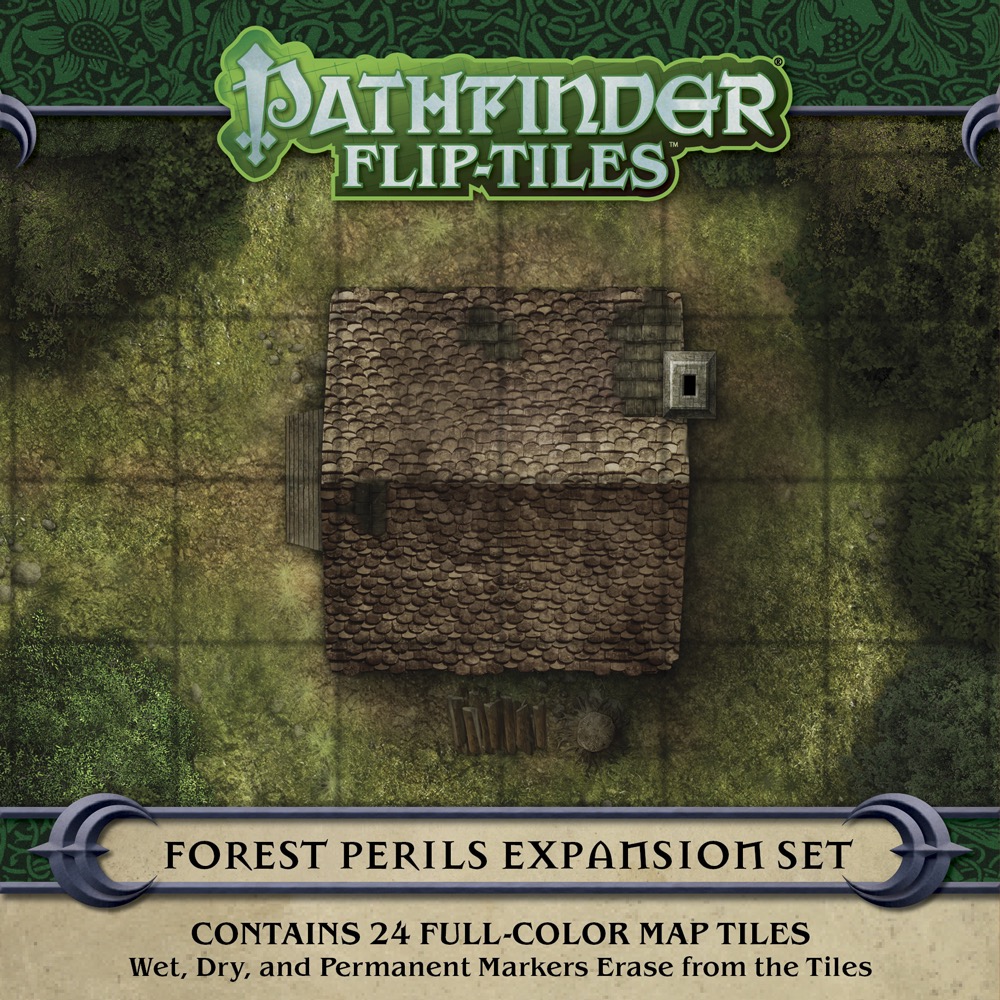 PATHFINDER®
FLIP-TILES™
FOREST PERILS EXPANSION SET
CONTAINS 24 FULL-COLOR MAP TILES
Wet, Dry, and Permanent Markers Erase from the Tiles